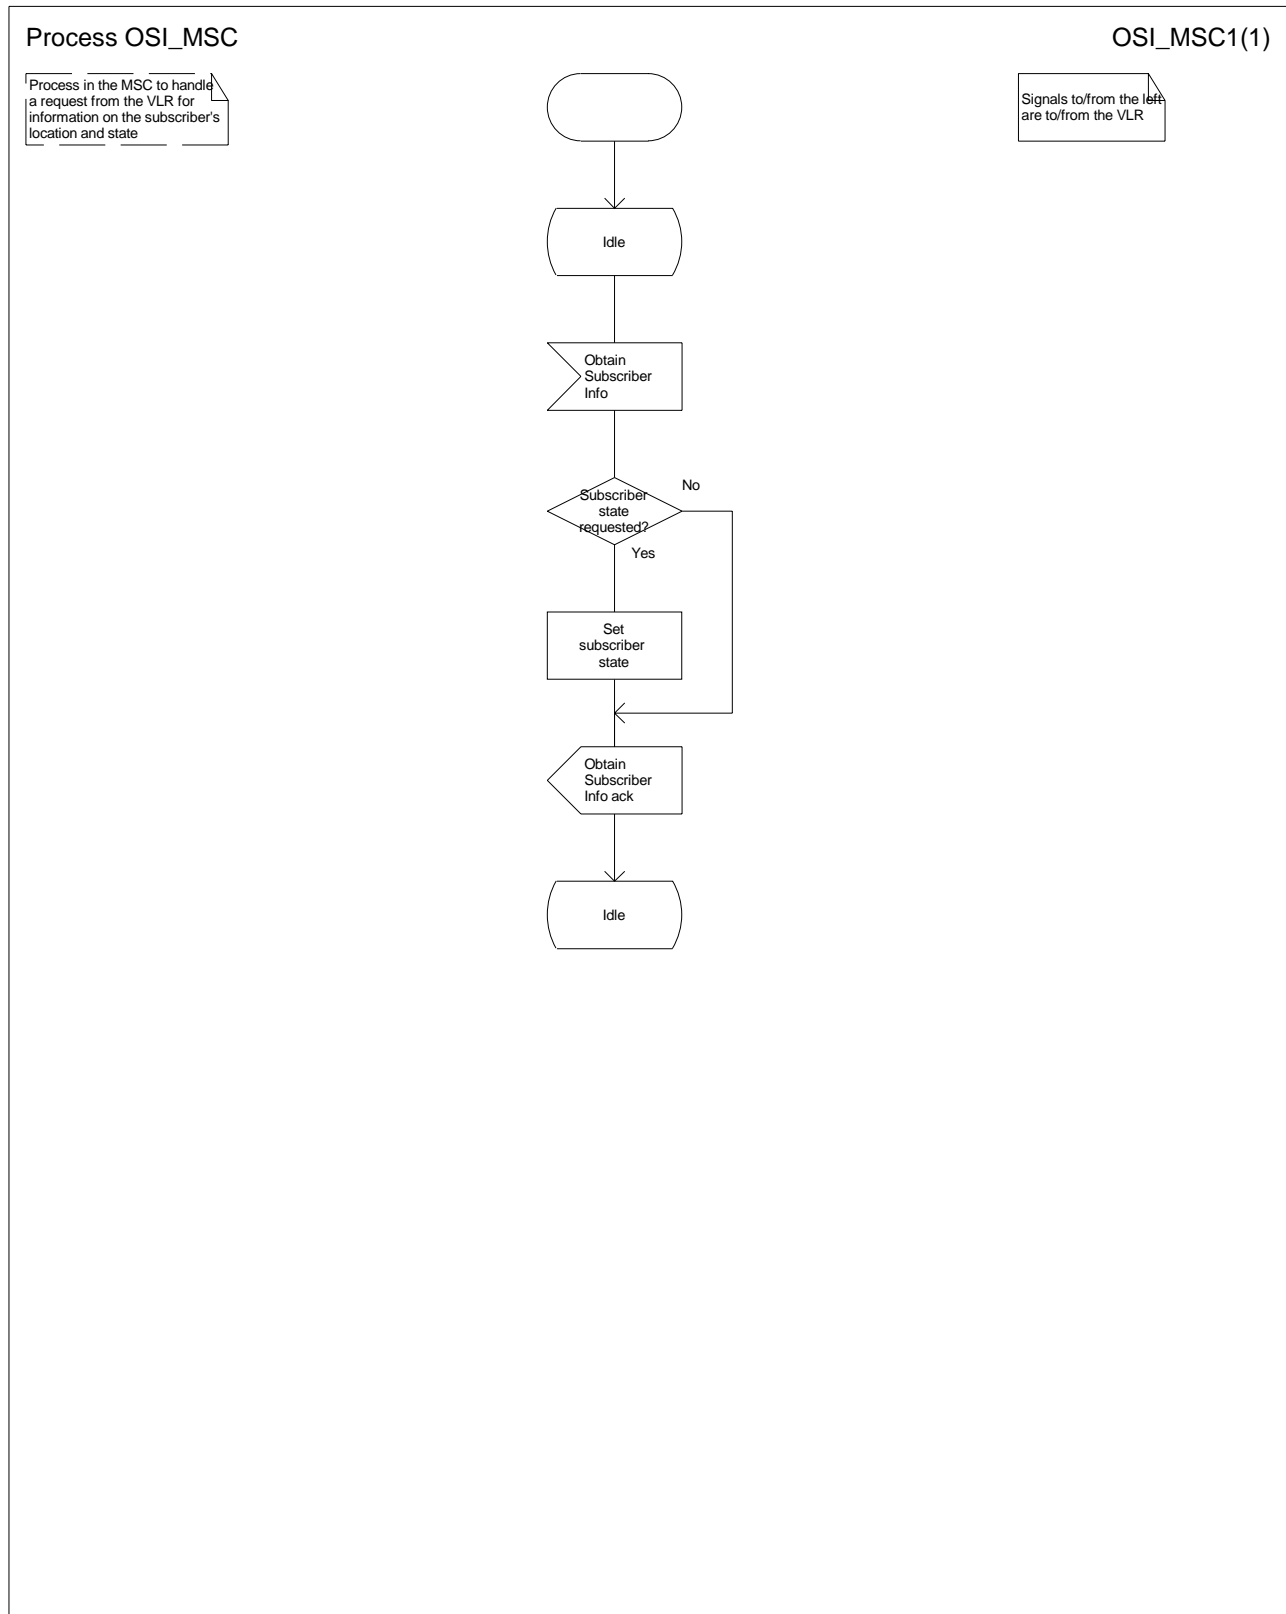 Process OSI_MSC
OSI_MSC1(1)
Process in the MSC to handle
a request from the VLR for
information on the subscriber's
location and state
Signals to/from the left
are to/from the VLR
Idle
Obtain
Subscriber
Info
Subscriber
state
requested?
No
Yes
Set
subscriber
state
Obtain
Subscriber
Info ack
Idle